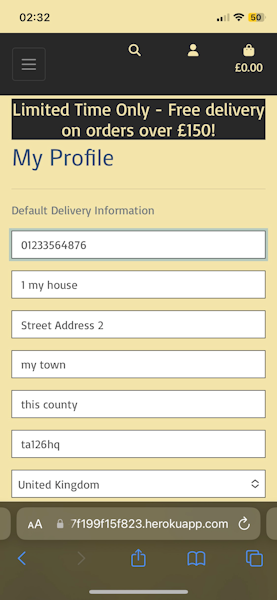 02:32
50
£0.00
Limited Time Only - Free delivery
on orders over £150!
My Profile
Default Delivery Information
01233564876
1 my house
Street Address 2
my town
this county
ta126hq
United Kingdom
AA 7f199f15f823.herokuapp.com